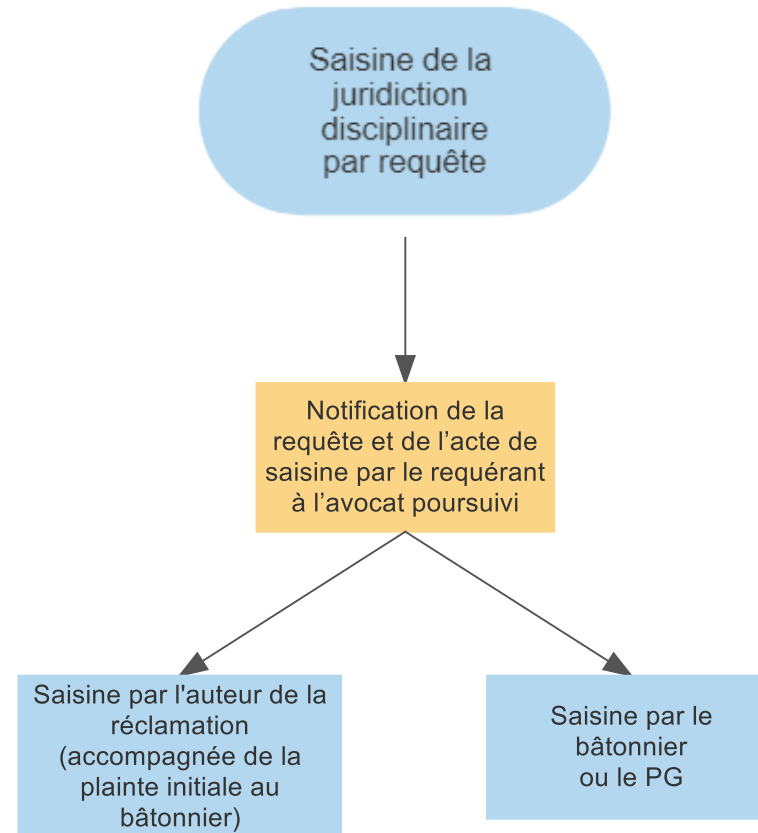 Saisine de la
juridiction
disciplinaire
par requête
Notification de la
requête et de l’acte de
saisine par le requérant
à l’avocat poursuivi
Saisine par l'auteur de la
réclamation
(accompagnée de la
plainte initiale au
bâtonnier)
Saisine par le
bâtonnier
ou le PG